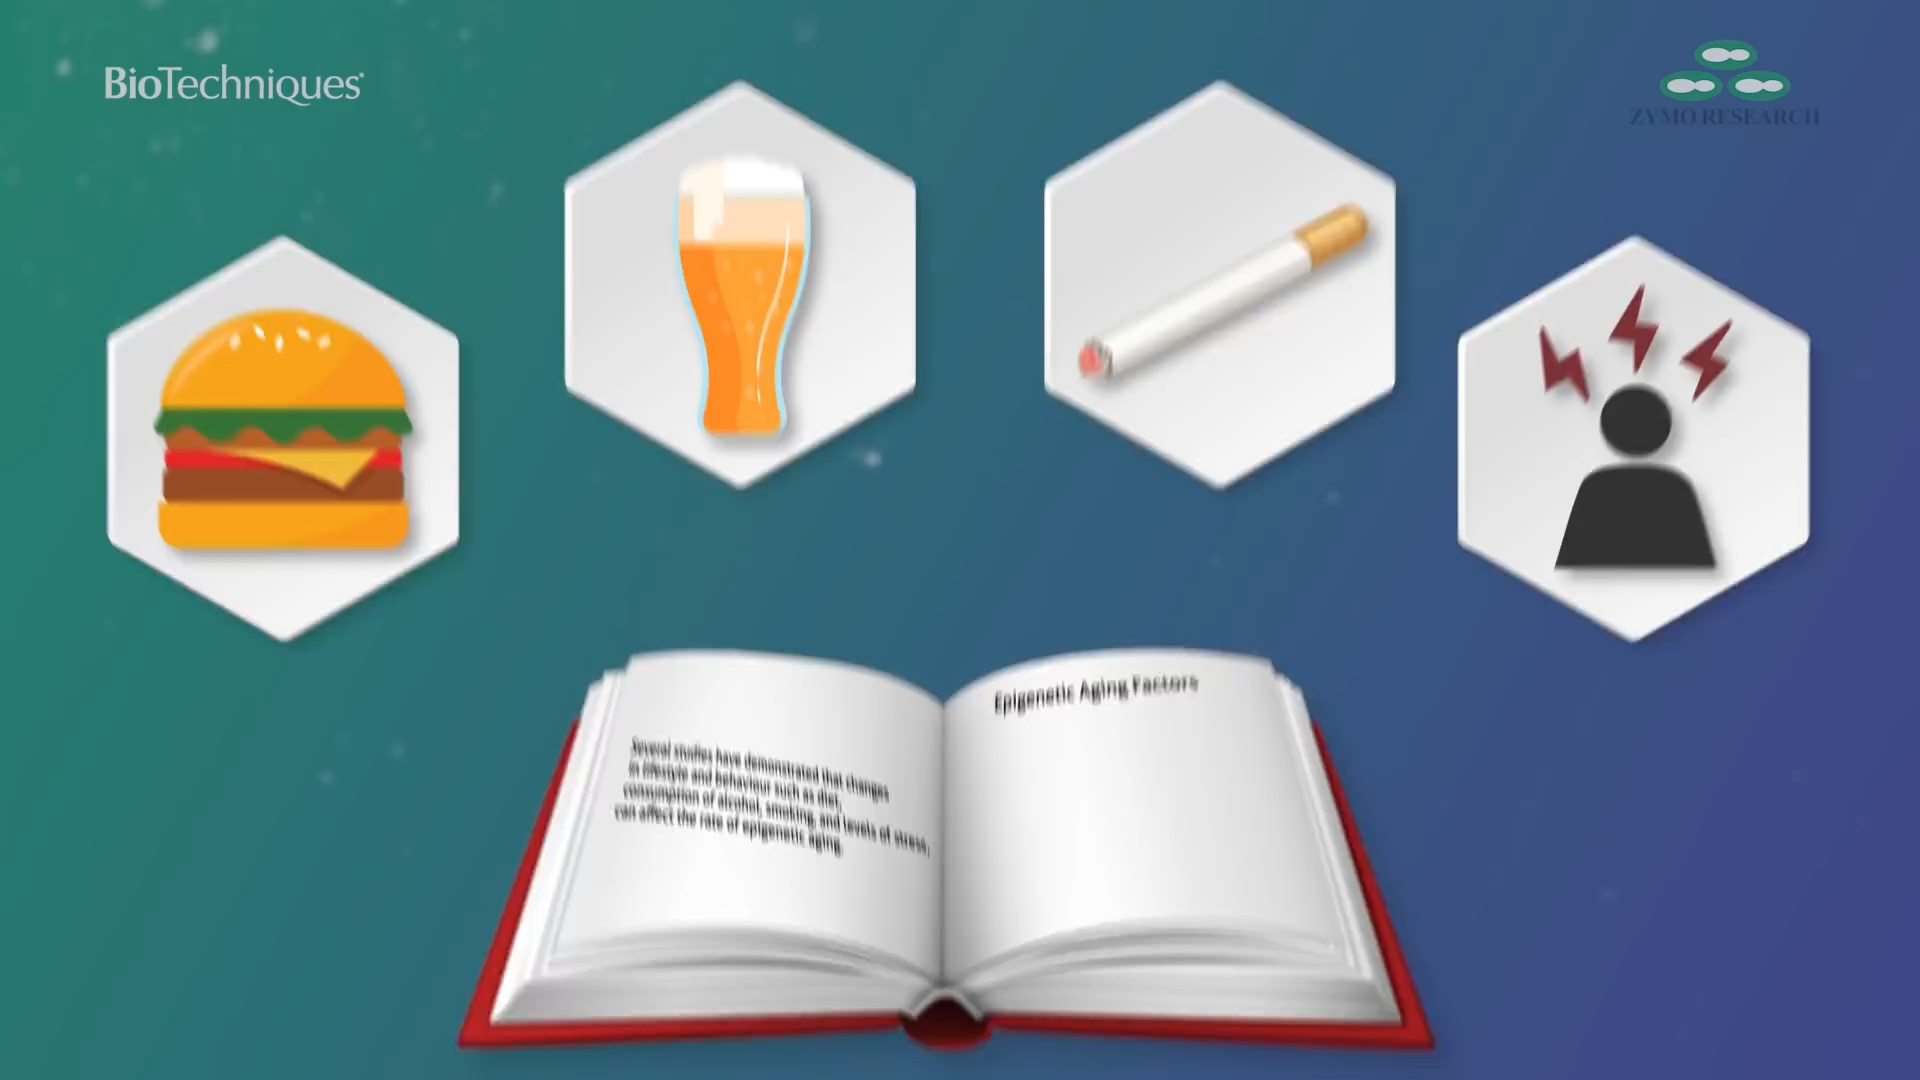 BioTechniques
ZYMO RESEARCH
Several studies have demonstrated that changes
in lifestyle and behaviour such as diet,
consumption of alcohol, smoking, and levels of stress,
can affect the rate of epigenetic aging.
Epigenetic Aging Factors